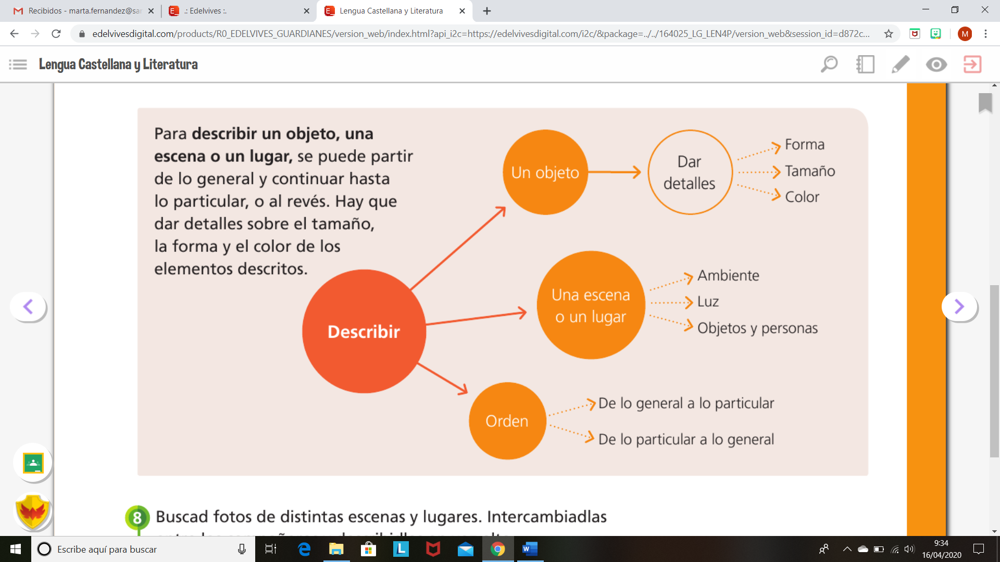 Recibidos - marta.fernandez@sar
.: Edelvives :.
Lengua Castellana y Literatura
edelvivesdigital.com/products/R0_EDELVIVES_GUARDIANES/version_web/index.html?api_i2c=https://edelvivesdigital.com/i2c/&package=../../164025_LG_LEN4P/version_web&session_id=d872c...
M
Lengua Castellana y Literatura
Para describir un objeto, una
escena o un lugar, se puede partir
de lo general y continuar hasta
lo particular, o al revés. Hay que
dar detalles sobre el tamaño,
la forma y el color de los
elementos descritos.
Describir
Un objeto
Dar
detalles
Forma
Tamaño
Color
Una escena
o un lugar
Ambiente
Luz
Objetos y personas
Orden
De lo general a lo particular
De lo particular a lo general
8 Buscad fotos de distintas escenas y lugares. Intercambiadlas
Escribe aquí para buscar
9:34
16/04/2020